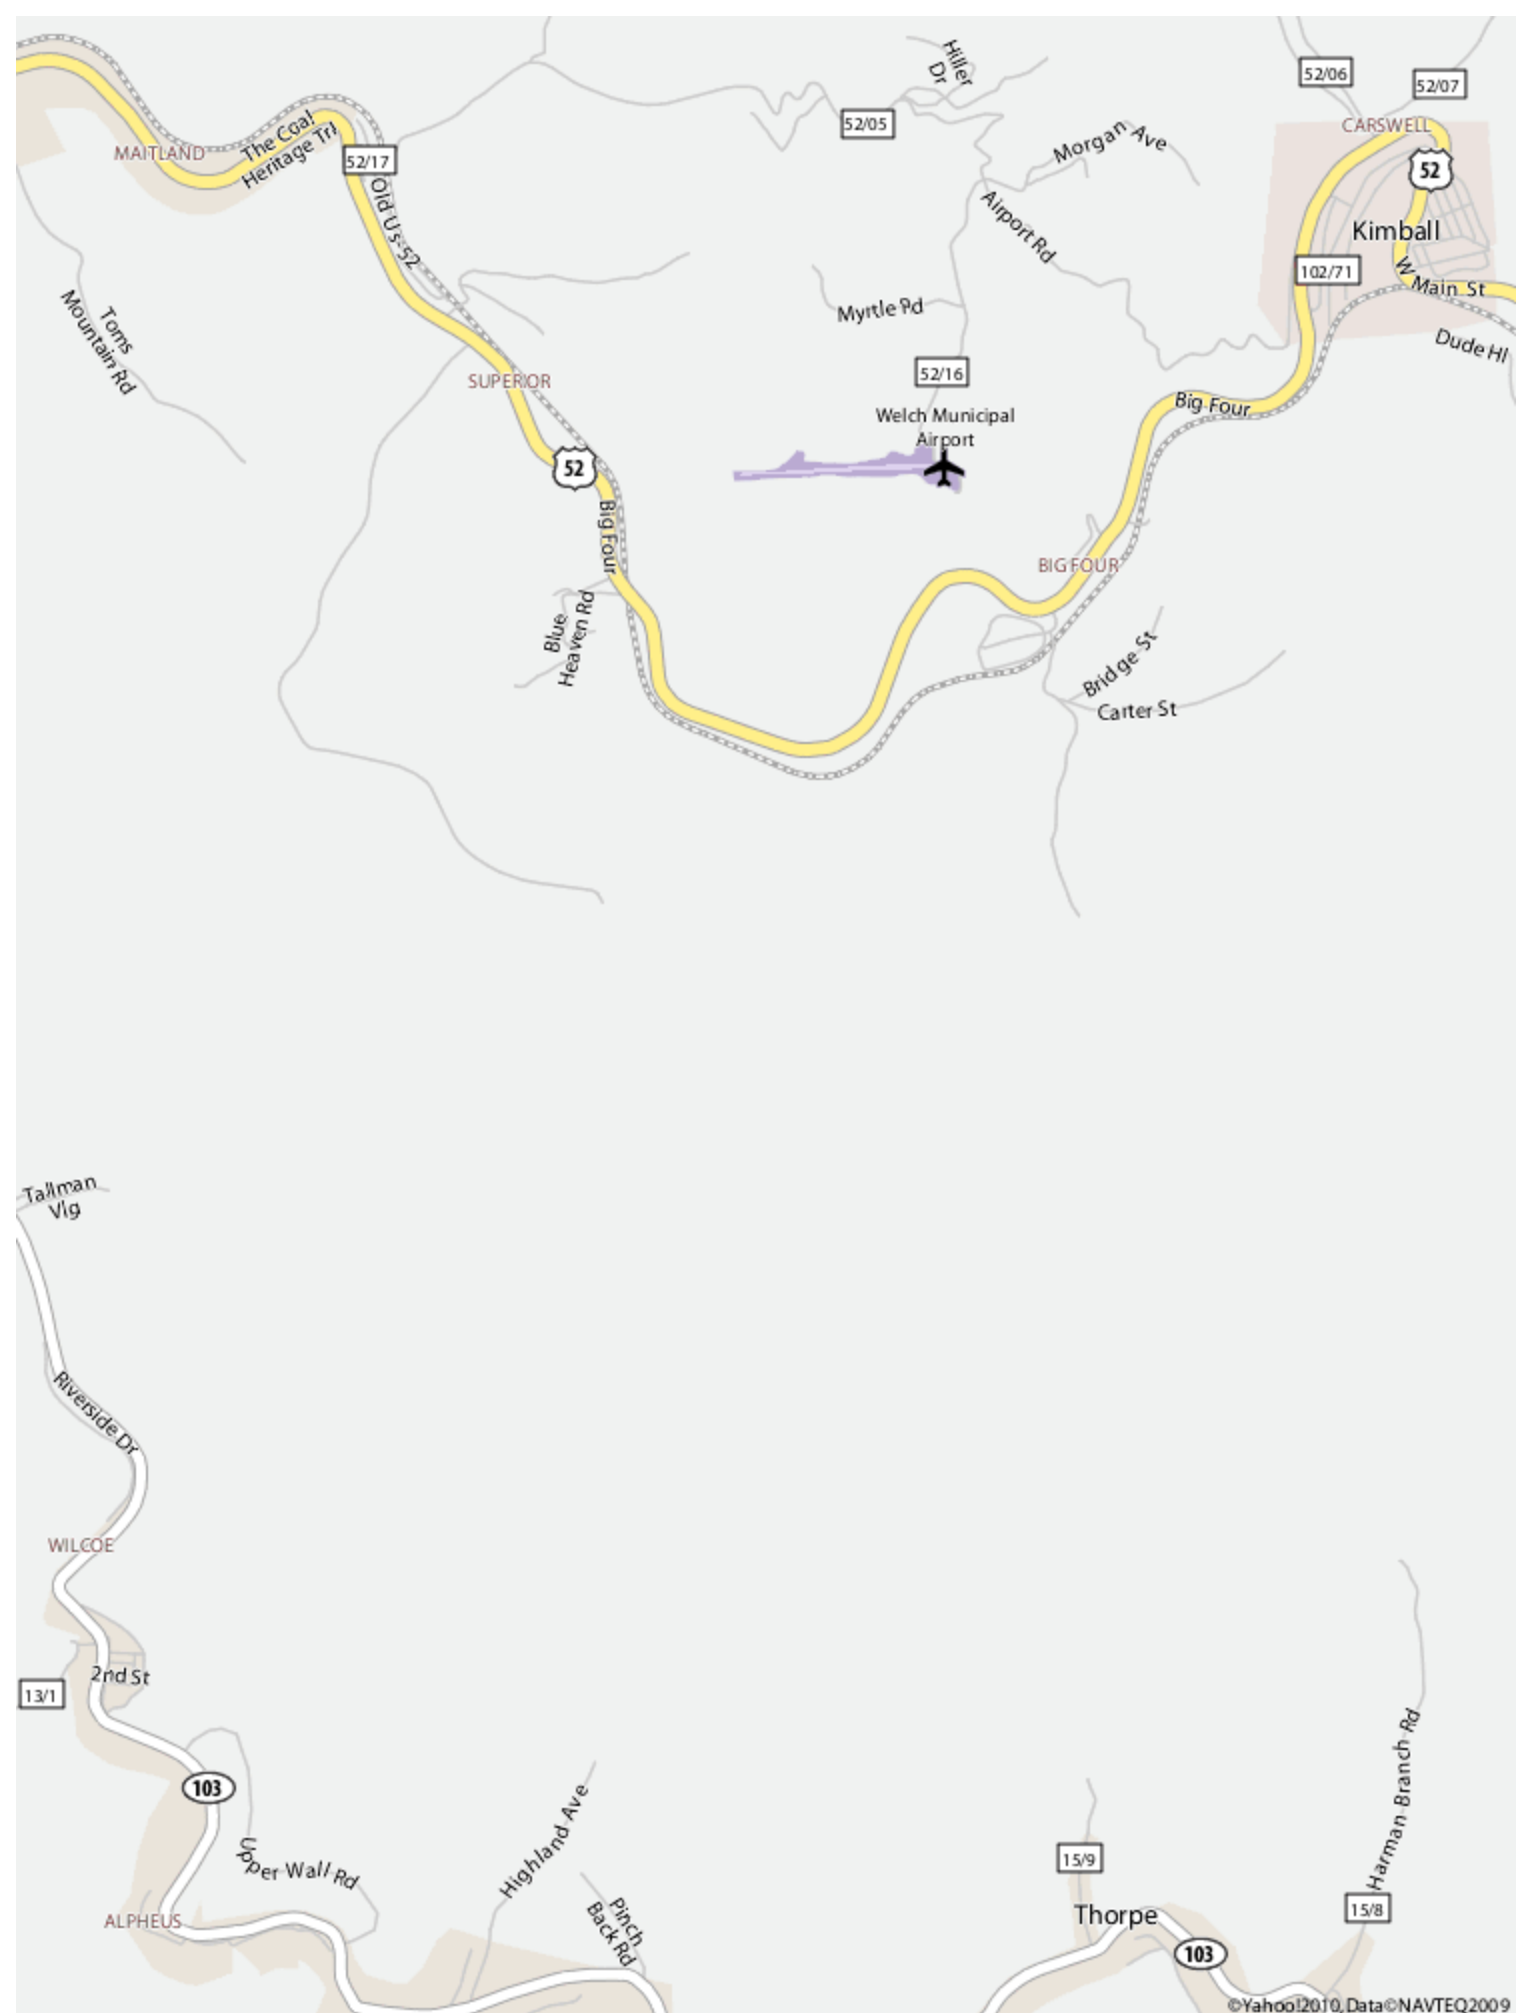 Hiller
Dr
52/06
52/07
52/05
CARSWELL
The Coal
Heritage Trl
MAITLAND
52/17
Morgan Ave
52
Old Us-52
Airport Rd
Kimball
102/71
W Main St
Myrtle Rd
Toms
Mountain Rd
Dude Hl
52/16
SUPERIOR
Big Four
Welch Municipal
Airport
52
Big Four
BIG FOUR
Blue
Heaven Rd
Bridge St
Carter St
Tallman
Vlg
Riverside Dr
WILCOE
2nd St
13/1
103
Harman-Branch-Rd
Highland-Ave
Upper Wall Rd
15/9
15/8
Pinch
Back Rd
Thorpe
ALPHEUS
103
©Yahoo!2010,Data©NAVTEQ2009